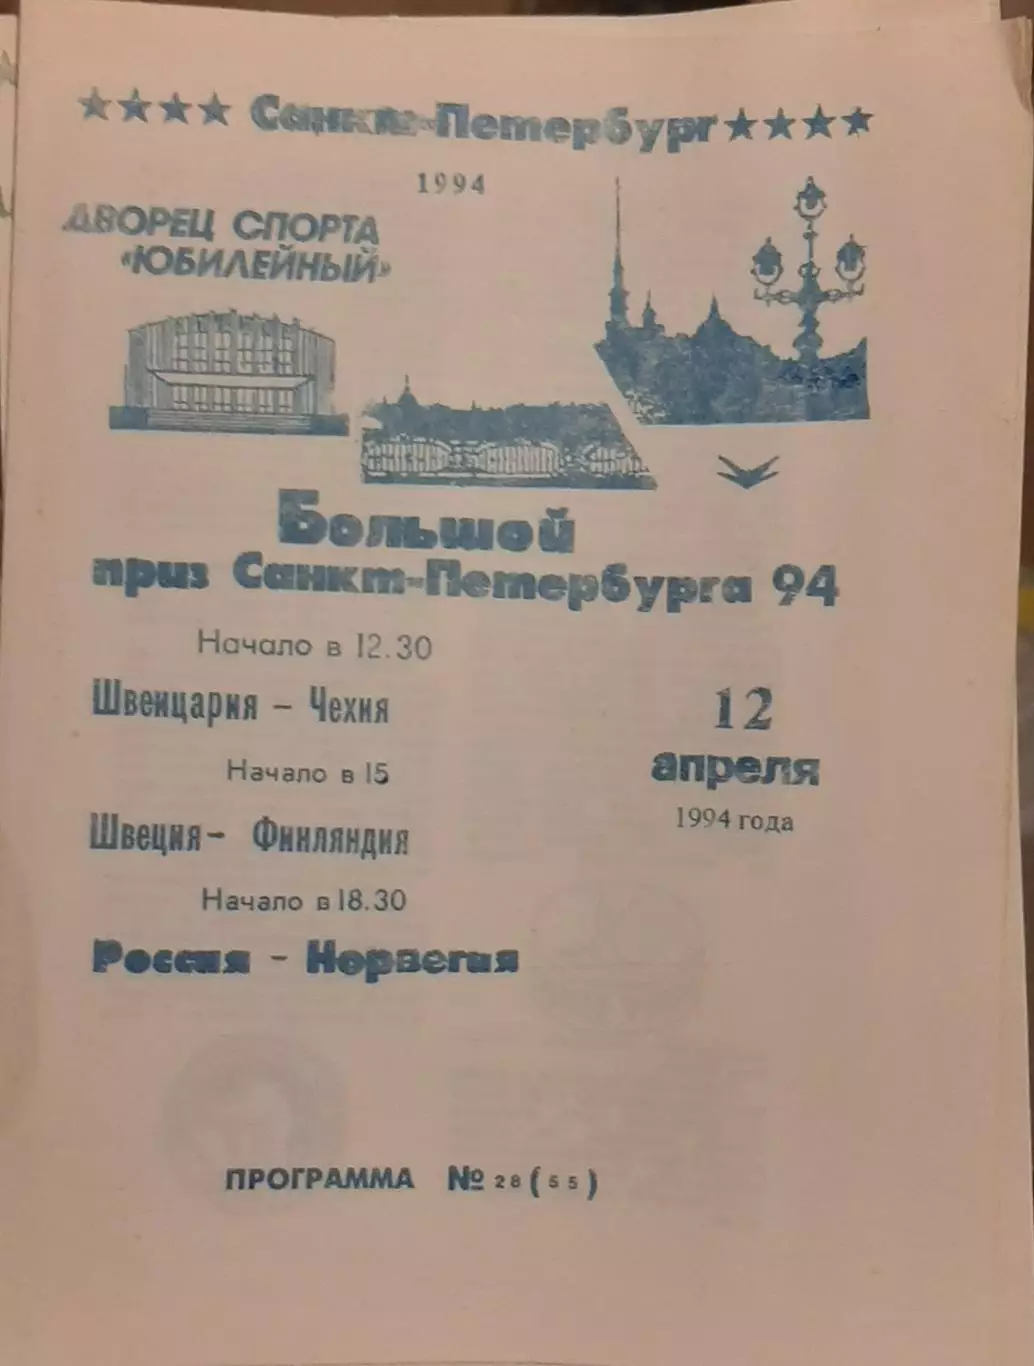 ★★★★ Санкт-Петербург ★★★★
1994
ДВОРЕЦ СПОРТА
«ЮБИЛЕЙНЫЙ»
Большой
приз Санкт-Петербурга 94
Начало в 12.30
Швейцария - Чехия
12
апреля
1994 года
Начало в 15
Швеция - Финляндия
Начало в 18.30
Россия - Норвегия
ПРОГРАММА № 28 (55)